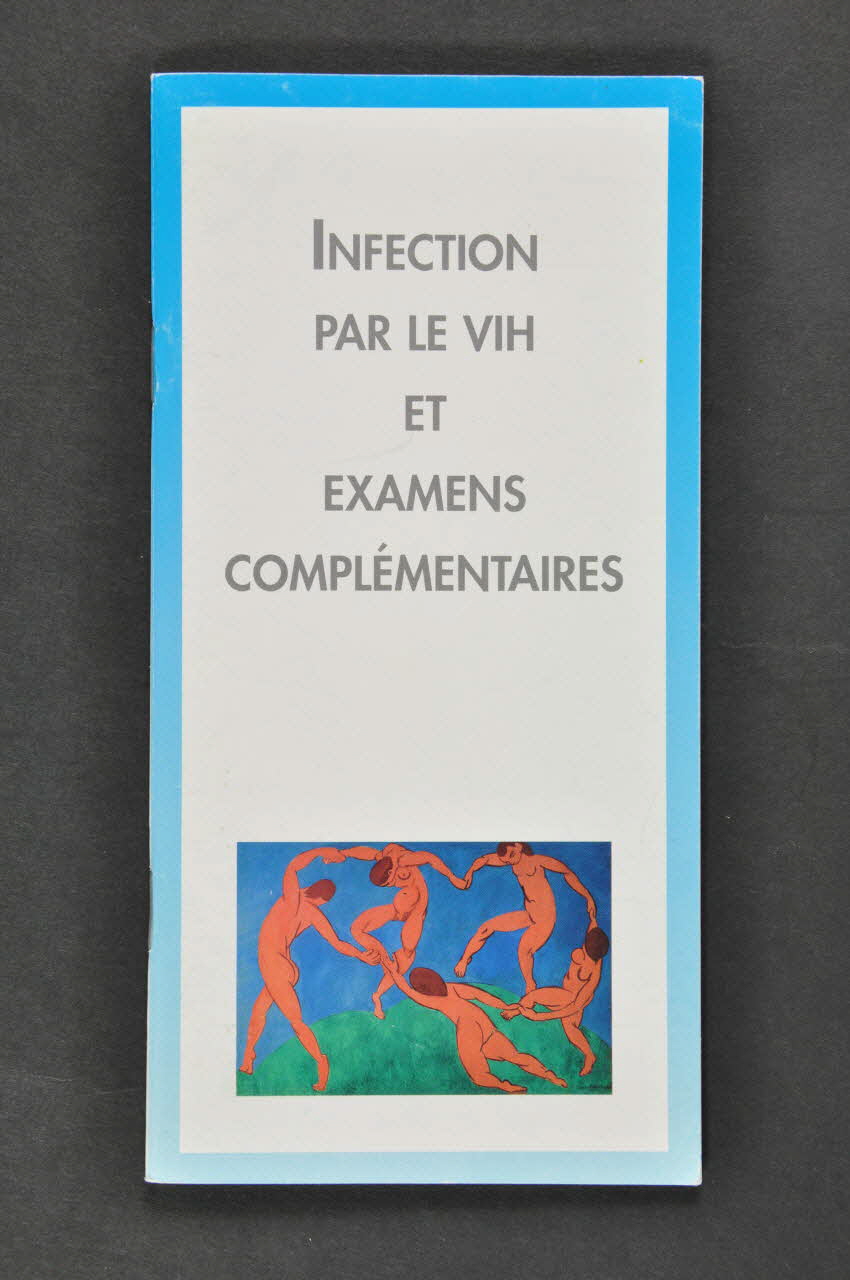 INFECTION
PAR LE VIH
ET
EXAMENS
COMPLÉMENTAIRES